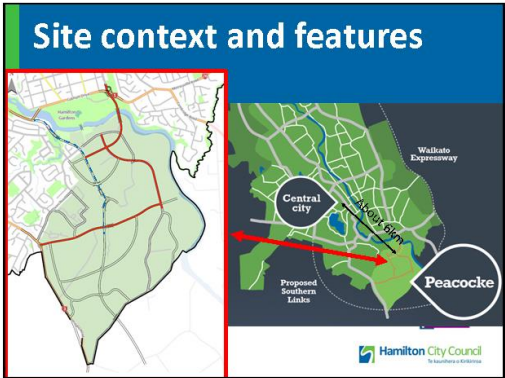 Site context and features
Hamilton
Gardens
Waikato
Expressway
Central
city
About 6km
Peacocke
Proposed
Southern
Links
Hamilton City Council
Te kaunihera o Kirikiriroa